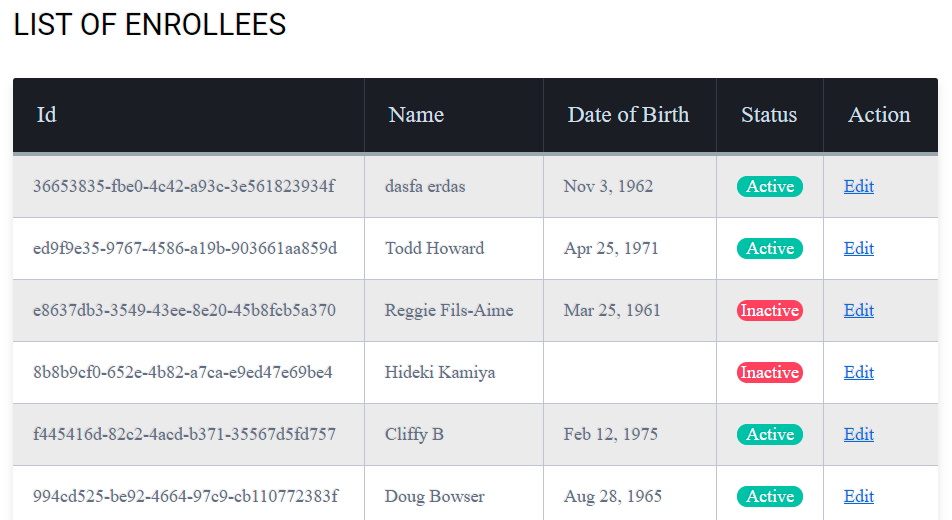 LIST OF ENROLLEES
Id Name Date of Birth Status Action
36653835-fbe0-4c42-a93c-3e561823934f dasfa erdas Nov 3, 1962 Active Edit
ed9f9e35-9767-4586-a19b-903661aa859d Todd Howard Apr 25, 1971 Active Edit
e8637db3-3549-43ee-8e20-45b8fcb5a370 Reggie Fils-Aime Mar 25, 1961 Inactive Edit
8b8b9cf0-652e-4b82-a7ca-e9ed47e69be4 Hideki Kamiya Inactive Edit
f445416d-82c2-4acd-b371-35567d5fd757 Cliffy B Feb 12, 1975 Active Edit
994cd525-be92-4664-97c9-cb110772383f Doug Bowser Aug 28, 1965 Active Edit